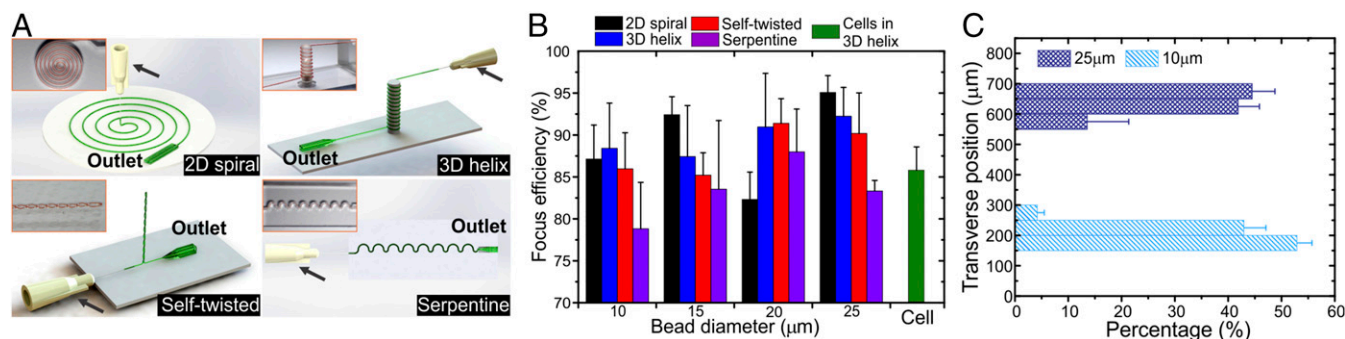 A
Outlet
2D spiral
Outlet
3D helix
Outlet
Self-twisted
Outlet
Serpentine
B
2D spiral
Self-twisted
Cells in
3D helix
3D helix
Serpentine
Focus efficiency (%)
100
95
90
85
80
75
70
10
15
20
25
Cell
Bead diameter (μm)
C
25μm
10μm
Transverse position (μm)
800
700
600
500
400
300
200
100
0
0
10
20
30
40
50
60
Percentage (%)